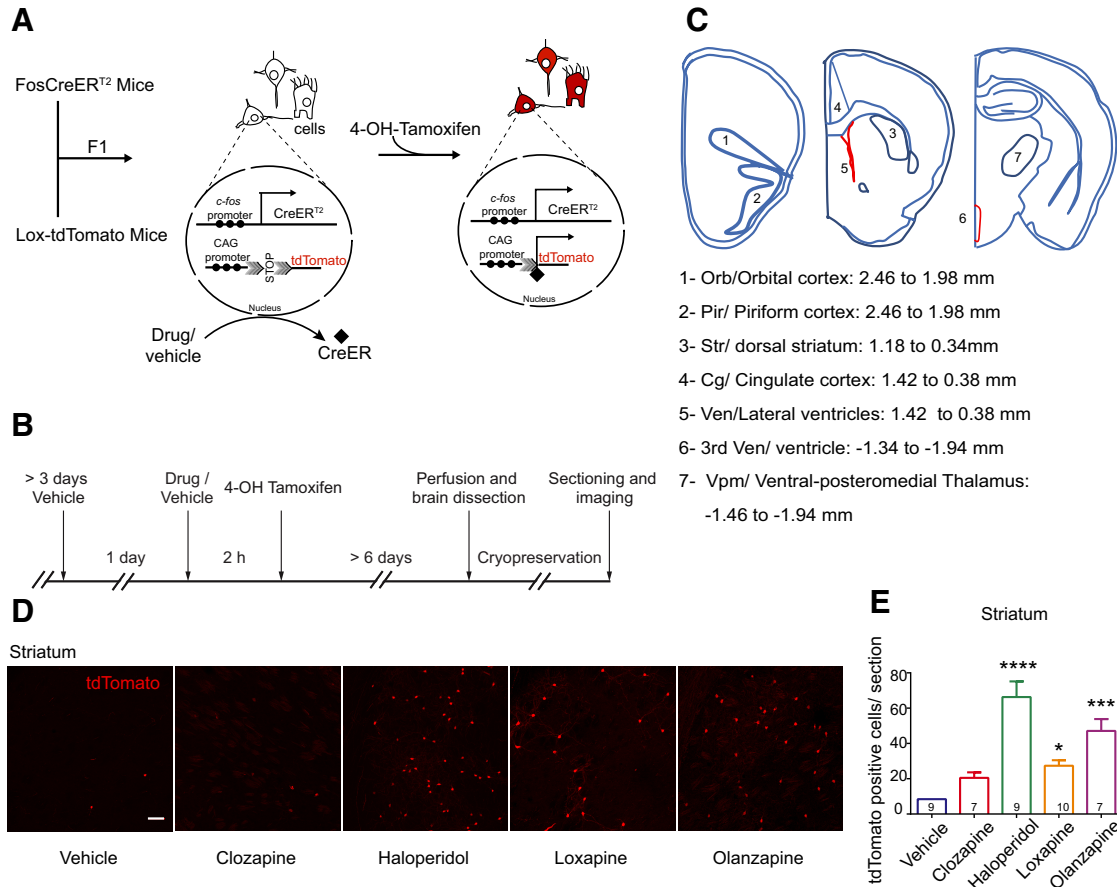 A
FosCreER^T2 Mice
F1
Lox-tdTomato Mice
cells
4-OH-Tamoxifen
c-fos
promoter
CreER^T2
CAG
promoter
STOP
tdTomato
Nucleus
Drug/
vehicle
CreER
c-fos
promoter
CreER^T2
CAG
promoter
tdTomato
Nucleus
B
> 3 days
Vehicle
Drug /
Vehicle
4-OH Tamoxifen
Perfusion and
brain dissection
Sectioning and
imaging
1 day
2 h
> 6 days
Cryopreservation
C
1
2
3
4
5
6
7
1- Orb/Orbital cortex: 2.46 to 1.98 mm
2- Pir/ Piriform cortex: 2.46 to 1.98 mm
3- Str/ dorsal striatum: 1.18 to 0.34mm
4- Cg/ Cingulate cortex: 1.42 to 0.38 mm
5- Ven/Lateral ventricles: 1.42 to 0.38 mm
6- 3rd Ven/ ventricle: -1.34 to -1.94 mm
7- Vpm/ Ventral-posteromedial Thalamus:
-1.46 to -1.94 mm
D
Striatum
tdTomato
Vehicle
Clozapine
Haloperidol
Loxapine
Olanzapine
E
Striatum
tdTomato positive cells/ section
80
60
40
20
0
****
*
***
9
7
9
10
7
Vehicle
Clozapine
Haloperidol
Loxapine
Olanzapine